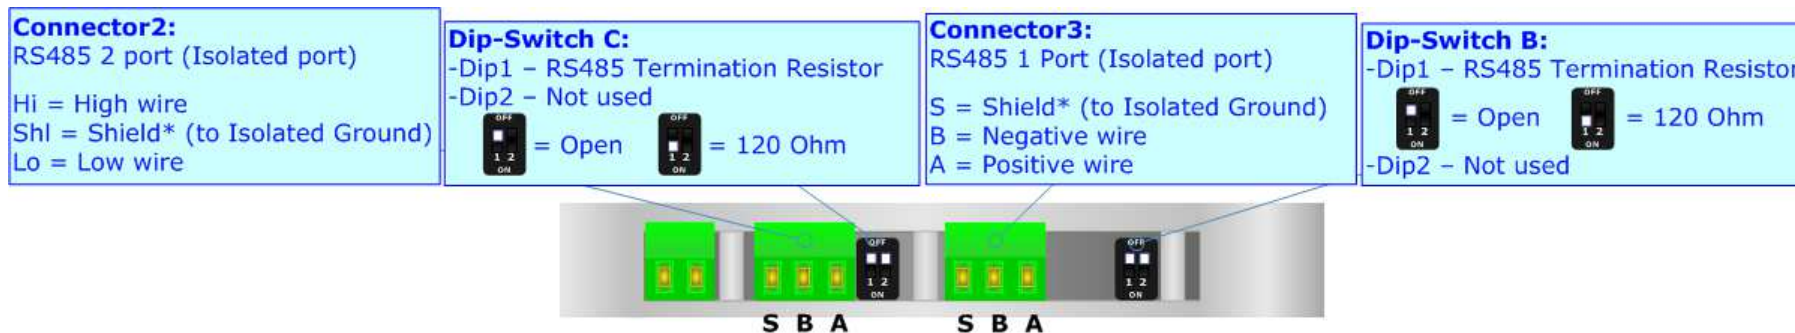 Connector2:
RS485 2 port (Isolated port)
Hi = High wire
Shl = Shield* (to Isolated Ground)
Lo = Low wire
Dip-Switch C:
-Dip1 – RS485 Termination Resistor
-Dip2 – Not used
OFF
1 2
ON
= Open
OFF
1 2
ON
= 120 Ohm
Connector3:
RS485 1 Port (Isolated port)
S = Shield* (to Isolated Ground)
B = Negative wire
A = Positive wire
Dip-Switch B:
-Dip1 – RS485 Termination Resistor
OFF
1 2
ON
= Open
OFF
1 2
ON
= 120 Ohm
-Dip2 – Not used
OFF
1 2
ON
OFF
1 2
ON
S B A
S B A